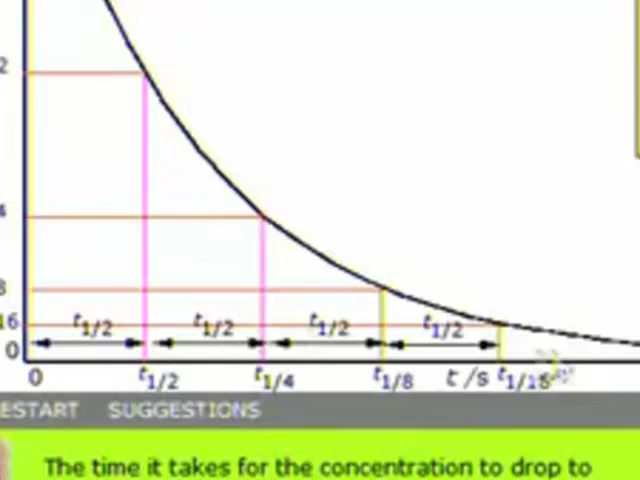 2
4
8
16
0
t1/2 t1/2 t1/2 t1/2
0 t1/2 t1/4 t1/8 t/s t1/16
RESTART SUGGESTIONS
The time it takes for the concentration to drop to